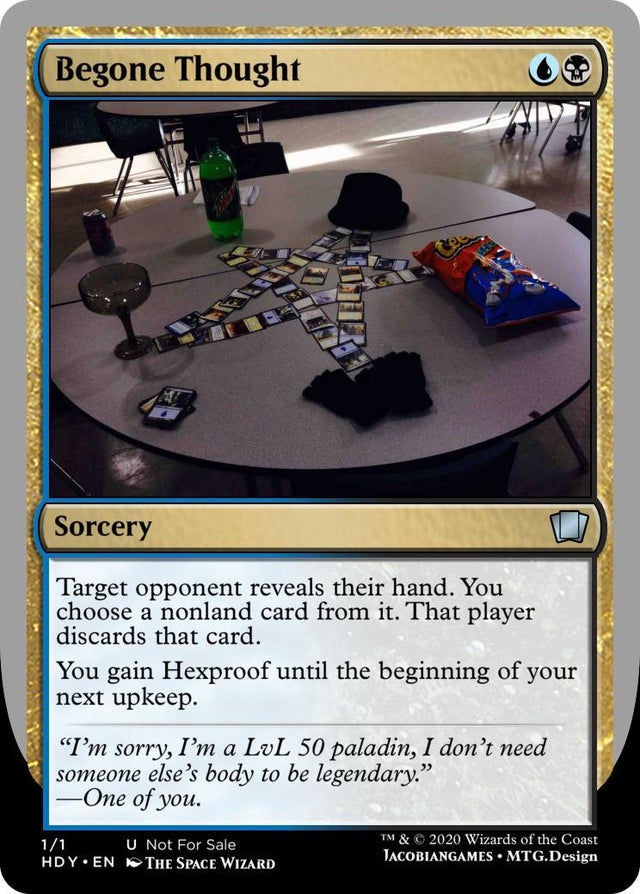 Begone Thought
Sorcery
Target opponent reveals their hand. You
choose a nonland card from it. That player
discards that card.
You gain Hexproof until the beginning of your
next upkeep.
“I’m sorry, I’m a LvL 50 paladin, I don’t need
someone else’s body to be legendary.”
—One of you.
1/1 U Not For Sale
HDY • EN THE SPACE WIZARD
™ & © 2020 Wizards of the Coast
JACOBIANGAMES • MTG.Design